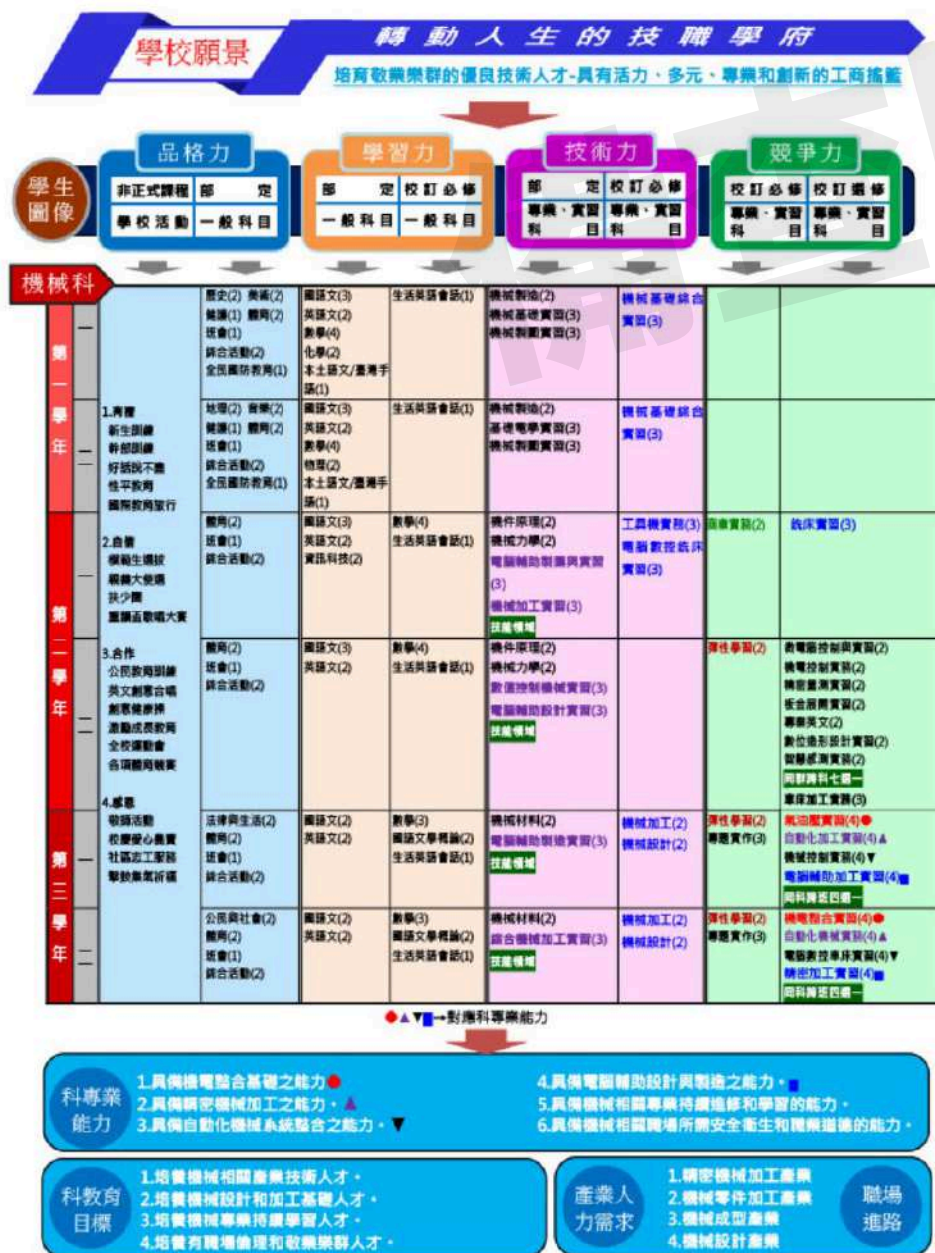 學校願景
轉動人生的技職學府
培育敬業樂群的優良技術人才-具有活力、多元、專業和創新的工商搖籃
學生
圖像
品格力
非正式課程 部定
學校活動 一般科目
學習力
部定 校訂必修
一般科目 一般科目
技術力
部定 校訂必修
專業、實習科目 專業、實習科目
競爭力
校訂必修 校訂選修
專業、實習科目 專業、實習科目
機械科
第一學年
一
歷史(2) 美術(2)
健護(1) 體育(2)
班會(1)
綜合活動(2)
全民國防教育(1)
國語文(3)
英語文(2)
數學(4)
化學(2)
本土語文/臺灣手
語(1)
生活英語會話(1)
機械製造(2)
機械基礎實習(3)
機械製圖實習(3)
機械基礎綜合
實習(3)
二
地理(2) 音樂(2)
健護(1) 體育(2)
班會(1)
綜合活動(2)
全民國防教育(1)
國語文(3)
英語文(2)
數學(4)
物理(2)
本土語文/臺灣手
語(1)
生活英語會話(1)
機械製造(2)
基礎電學實習(3)
機械製圖實習(3)
機械基礎綜合
實習(3)
新生訓練
幹部訓練
好話說不盡
性平教育
國際教育旅行
2.自信
模範生選拔
親善大使選
扶少團
重讀盃歌唱大賽
3.合作
公民教育訓練
英文創意合唱
創意健康操
激勵成長教育
全校運動會
各項體育競賽
4.感恩
敬師活動
校慶愛心義賣
社區志工服務
擊鼓集氣祈福
第二學年
一
體育(2)
班會(1)
綜合活動(2)
國語文(3)
英語文(2)
資訊科技(2)
數學(4)
生活英語會話(1)
機件原理(2)
機械力學(2)
電腦輔助製圖與實習
(3)
機械加工實習(3)
技能領域
工具機實務(3)
電腦數控銑床
實習(3)
銑床實習(3)
二
體育(2)
班會(1)
綜合活動(2)
國語文(3)
英語文(2)
數學(4)
生活英語會話(1)
機件原理(2)
機械力學(2)
數值控制機械實習(3)
電腦輔助設計實習(3)
技能領域
彈性學習(2)
微電腦控制與實習(2)
機電控制實務(2)
精密量測實習(2)
板金展開實習(2)
專業英文(2)
數位造形設計實習(2)
智慧感測實務(2)
同群跨科七選一
車床加工實務(3)
第三學年
一
法律與生活(2)
體育(2)
班會(1)
綜合活動(2)
國語文(2)
英語文(2)
數學(3)
國語文學概論(2)
生活英語會話(1)
機械材料(2)
電腦輔助製造實習(3)
技能領域
機械加工(2)
機械設計(2)
彈性學習(2)
專題實作(3)
氣油壓實習(4)●
自動化加工實習(4)▲
機械控制實務(4)▼
電腦輔助加工實習(4)■
同科跨班四選一
二
公民與社會(2)
體育(2)
班會(1)
綜合活動(2)
國語文(2)
英語文(2)
數學(3)
國語文學概論(2)
生活英語會話(1)
機械材料(2)
綜合機械加工實習(3)
技能領域
機械加工(2)
機械設計(2)
彈性學習(2)
專題實作(3)
機電整合實習(4)●
自動化機械實務(4)▲
電腦數控車床實習(4)▼
精密加工實習(4)■
同科跨班四選一
●▲▼■→對應科專業能力
科專業
能力
1.具備機電整合基礎之能力●
2.具備精密機械加工之能力。▲
3.具備自動化機械系統整合之能力。▼
4.具備電腦輔助設計與製造之能力。■
5.具備機械相關專業持續進修和學習的能力。
6.具備機械相關職場所需安全衛生和職業道德的能力。
科教育
目標
1.培養機械相關產業技術人才。
2.培養機械設計和加工基礎人才。
3.培養機械專業持續學習人才。
4.培養有職場倫理和敬業樂群人才。
產業人
力需求
1.精密機械加工產業
2.機械零件加工產業
3.機械成型產業
4.機械設計產業
職場
進路